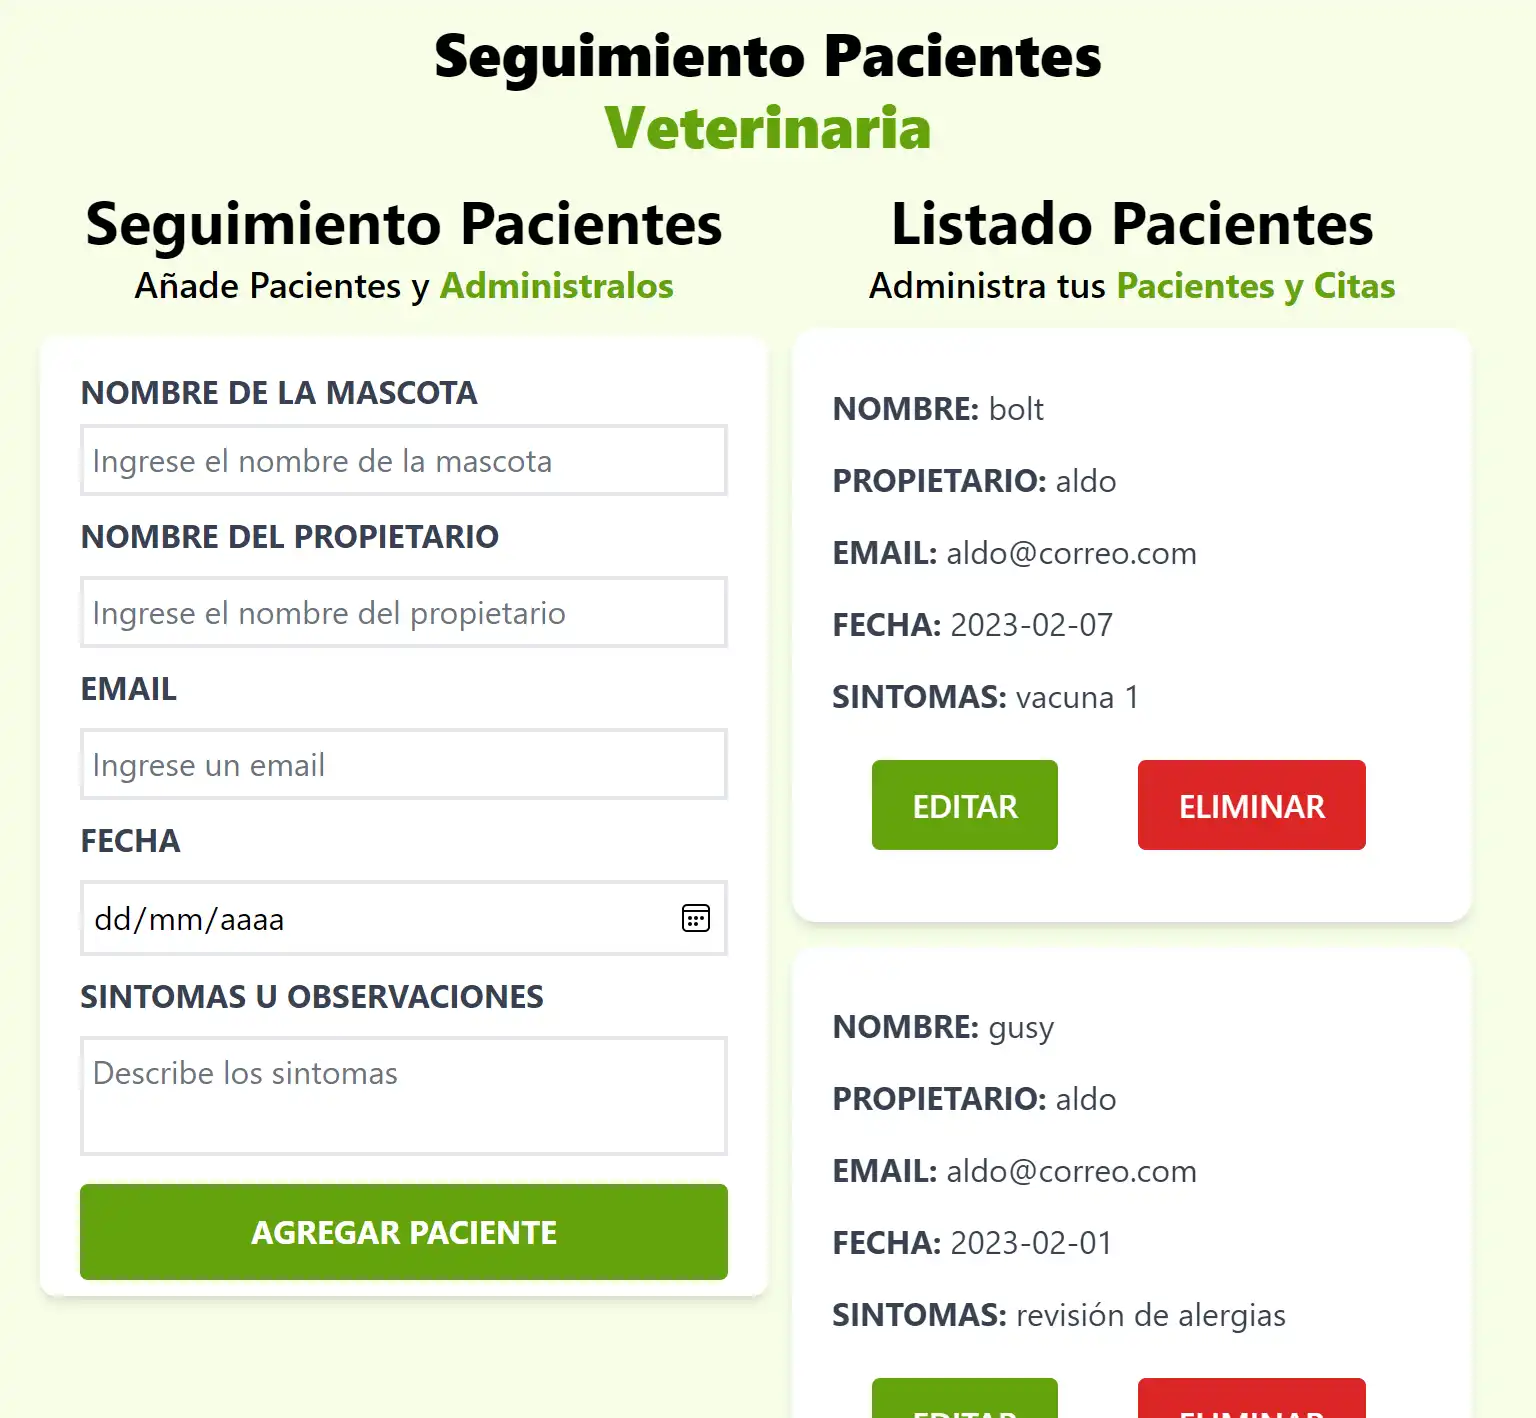 Seguimiento Pacientes
Veterinaria
Seguimiento Pacientes
Añade Pacientes y Administralos
NOMBRE DE LA MASCOTA
Ingrese el nombre de la mascota
NOMBRE DEL PROPIETARIO
Ingrese el nombre del propietario
EMAIL
Ingrese un email
FECHA
dd/mm/aaaa
SINTOMAS U OBSERVACIONES
Describe los sintomas
AGREGAR PACIENTE
Listado Pacientes
Administra tus Pacientes y Citas
NOMBRE: bolt
PROPIETARIO: aldo
EMAIL: aldo@correo.com
FECHA: 2023-02-07
SINTOMAS: vacuna 1
EDITAR ELIMINAR
NOMBRE: gusy
PROPIETARIO: aldo
EMAIL: aldo@correo.com
FECHA: 2023-02-01
SINTOMAS: revisión de alergias
EDITAR ELIMINAR